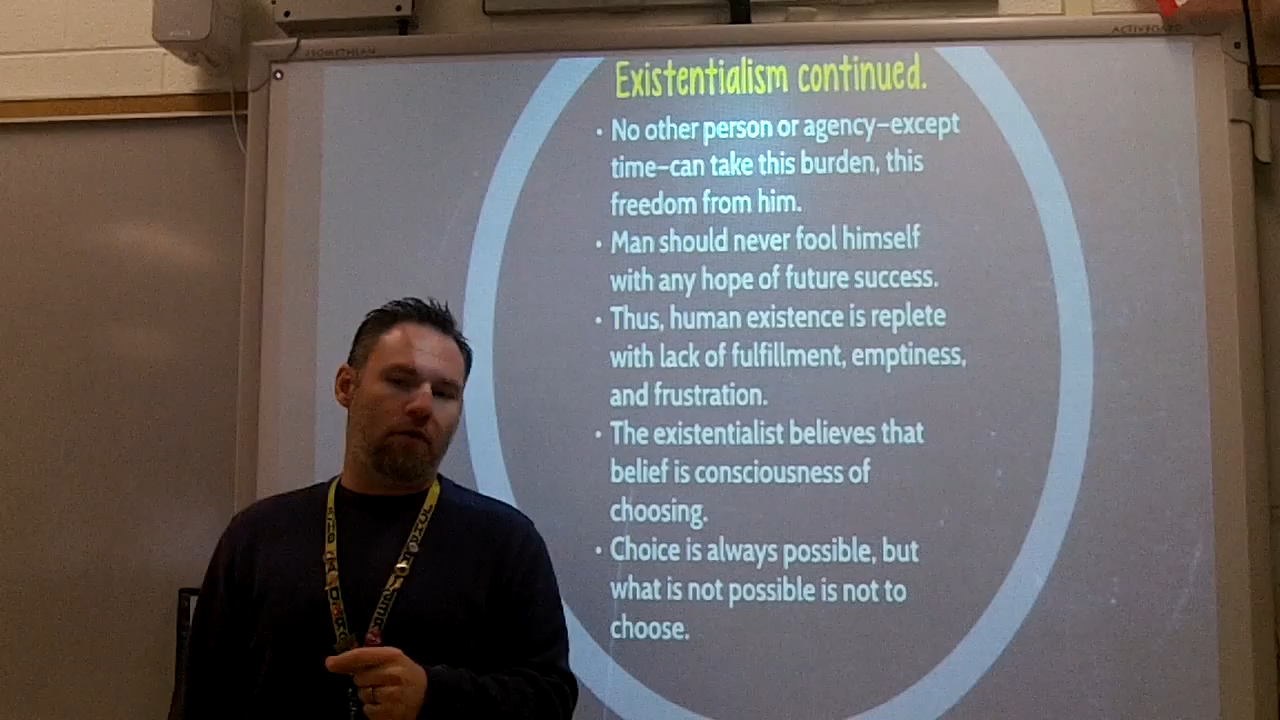 PROMETHEAN
ACTIVBOARD
Existentialism continued.
• No other person or agency–except
time–can take this burden, this
freedom from him.
• Man should never fool himself
with any hope of future success.
• Thus, human existence is replete
with lack of fulfillment, emptiness,
and frustration.
• The existentialist believes that
belief is consciousness of
choosing.
• Choice is always possible, but
what is not possible is not to
choose.